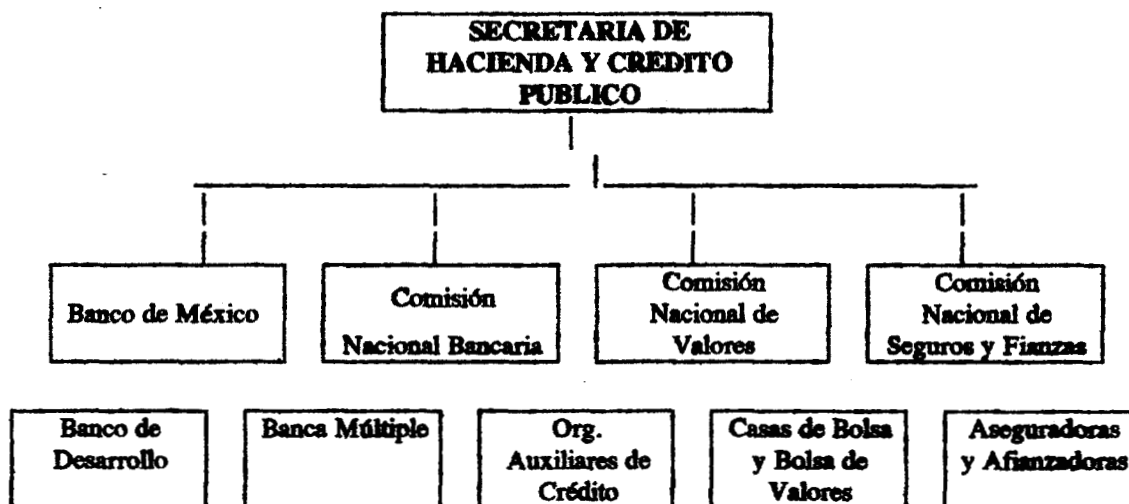 SECRETARIA DE
HACIENDA Y CREDITO
PUBLICO
Banco de México
Comisión
Nacional Bancaria
Comisión
Nacional de
Valores
Comisión
Nacional de
Seguros y Fianzas
Banco de
Desarrollo
Banca Múltiple
Org.
Auxiliares de
Crédito
Casas de Bolsa
y Bolsa de
Valores
Aseguradoras
y Afianzadoras